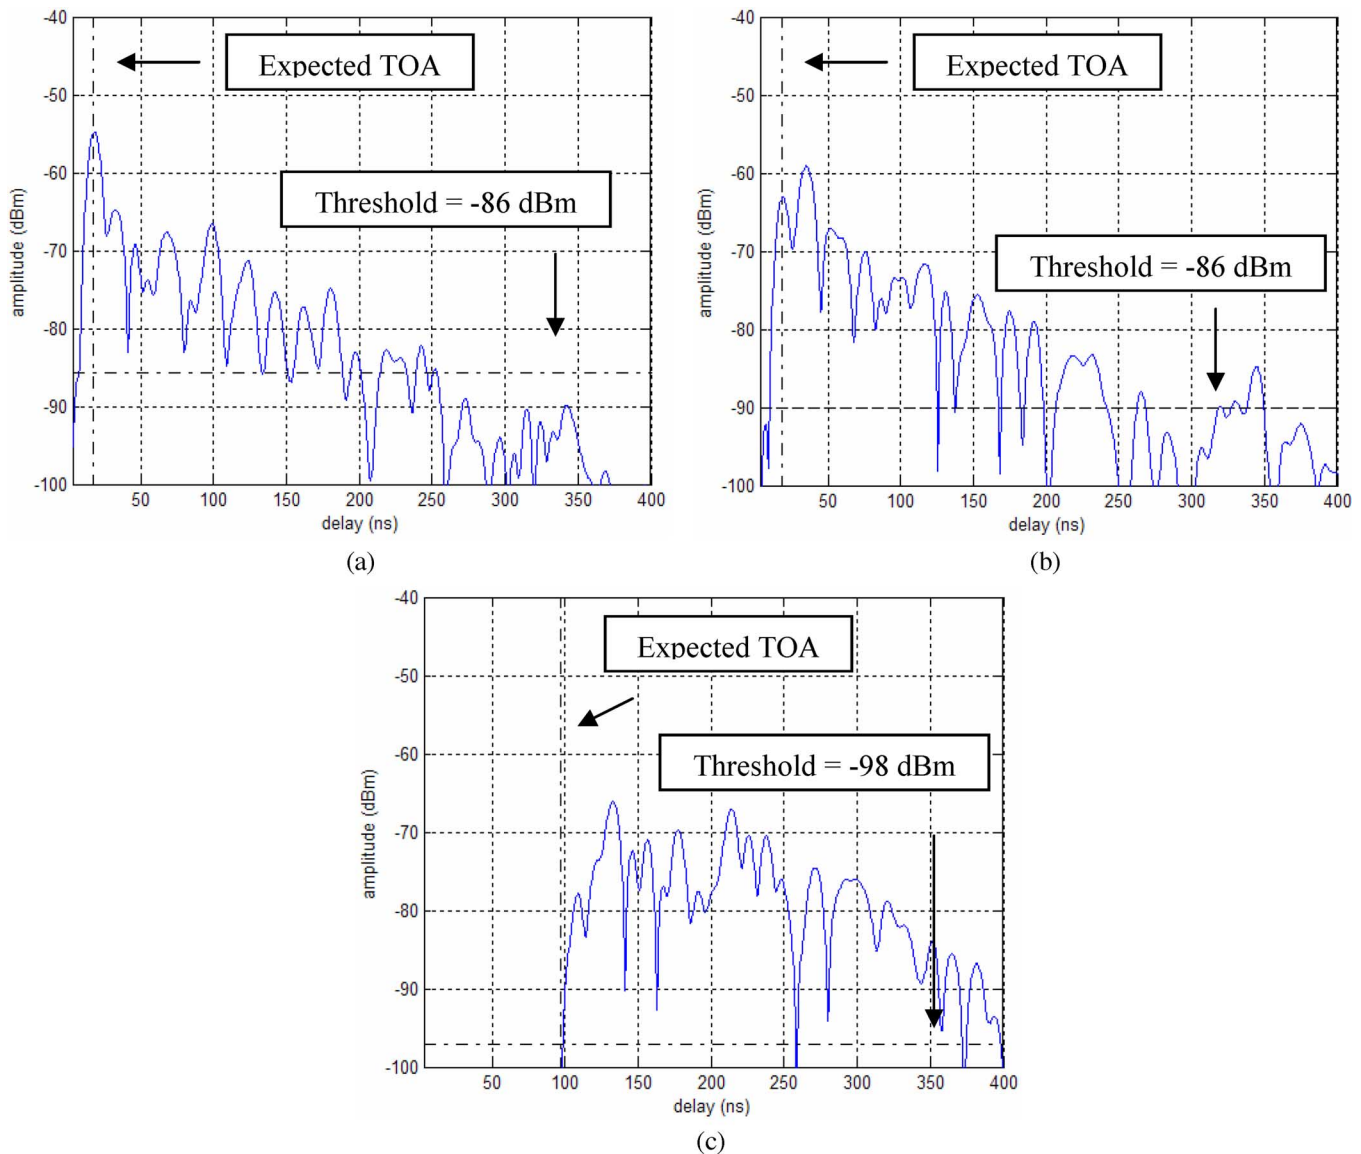 -40
-50
-60
-70
-80
-90
-100
amplitude (dBm)
Expected TOA
Threshold = -86 dBm
50 100 150 200 250 300 350 400
delay (ns)
(a)
-40
-50
-60
-70
-80
-90
-100
amplitude (dBm)
Expected TOA
Threshold = -86 dBm
50 100 150 200 250 300 350 400
delay (ns)
(b)
-40
-50
-60
-70
-80
-90
-100
amplitude (dBm)
Expected TOA
Threshold = -98 dBm
50 100 150 200 250 300 350 400
delay (ns)
(c)